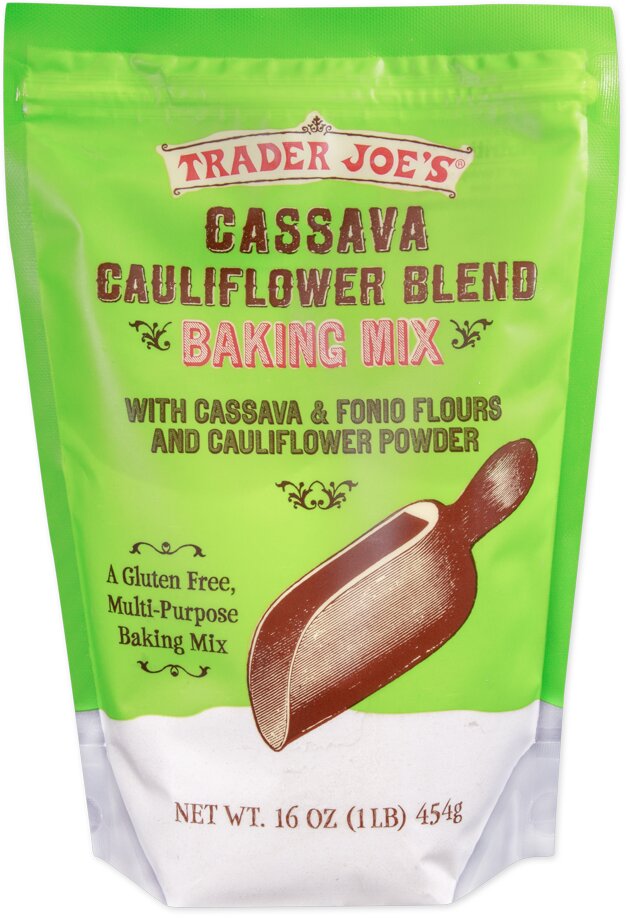 TRADER JOE'S®
CASSAVA
CAULIFLOWER BLEND
BAKING MIX
WITH CASSAVA & FONIO FLOURS
AND CAULIFLOWER POWDER
A Gluten Free,
Multi-Purpose
Baking Mix
NET WT. 16 OZ (1 LB) 454g